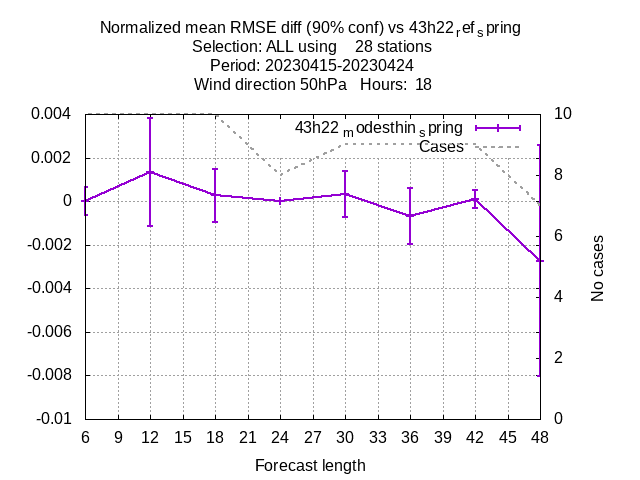 Normalized mean RMSE diff (90% conf) vs 43h22refspring
Selection: ALL using 28 stations
Period: 20230415-20230424
Wind direction 50hPa Hours: 18
43h22modesthinspring
Cases
0.004
0.002
0
-0.002
-0.004
-0.006
-0.008
-0.01
10
8
6
4
2
0
No cases
6 9 12 15 18 21 24 27 30 33 36 39 42 45 48
Forecast length